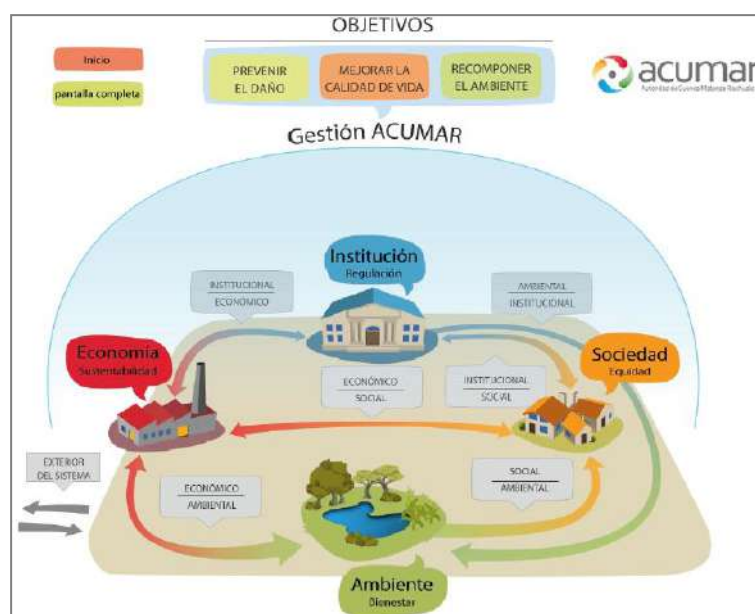 OBJETIVOS
Inicio
pantalla completa
PREVENIR
EL DAÑO
MEJORAR LA
CALIDAD DE VIDA
RECOMPONER
EL AMBIENTE
acumar
Gestión ACUMAR
Institución
Regulación
INSTITUCIONAL
ECONÓMICO
AMBIENTAL
INSTITUCIONAL
Economía
Sustentabilidad
Sociedad
Equidad
ECONÓMICO
SOCIAL
INSTITUCIONAL
SOCIAL
EXTERIOR
DEL SISTEMA
ECONÓMICO
AMBIENTAL
SOCIAL
AMBIENTAL
Ambiente
Bienestar